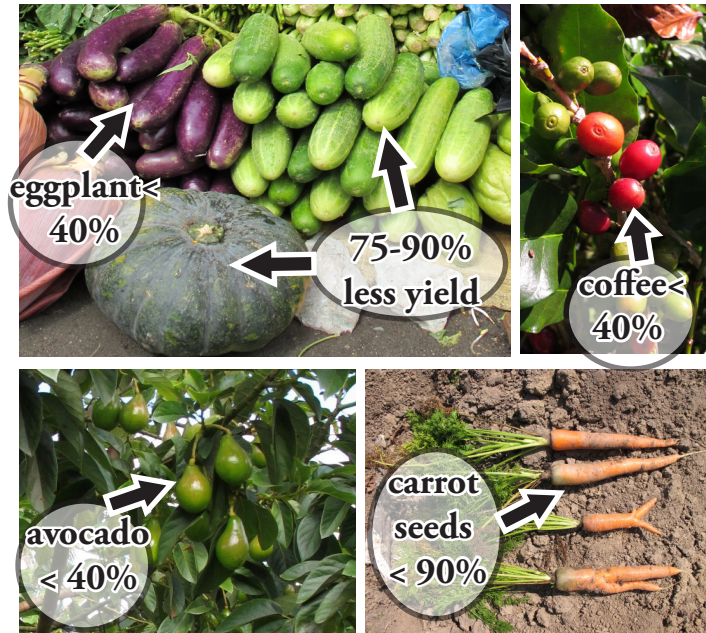 eggplant<
40%
75-90%
less yield
coffee<
40%
avocado
< 40%
carrot
seeds
< 90%